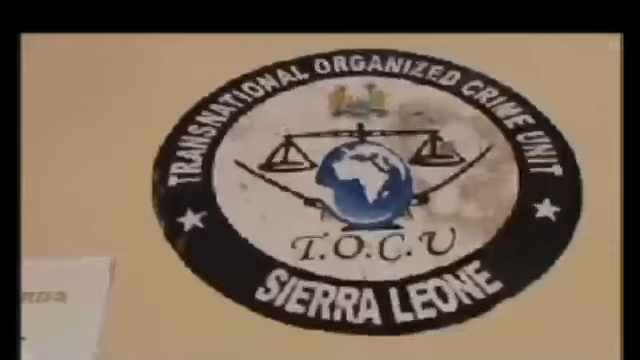 TRANSNATIONAL ORGANIZED CRIME UNIT
T.O.C.U
SIERRA LEONE